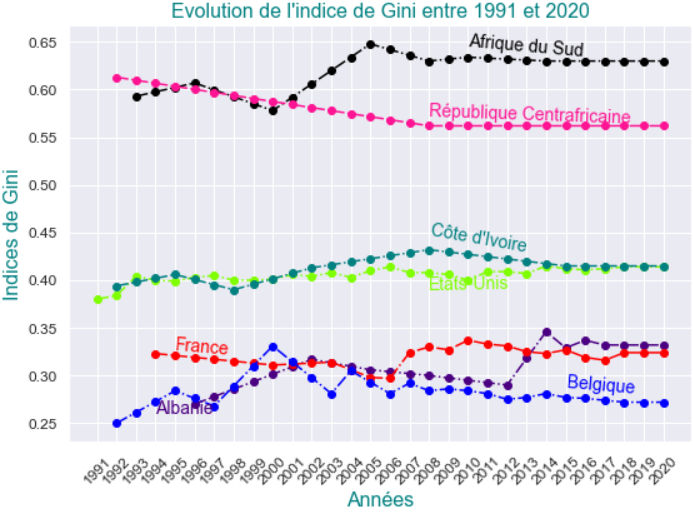 Evolution de l'indice de Gini entre 1991 et 2020
Indices de Gini
0.65
0.60
0.55
0.50
0.45
0.40
0.35
0.30
0.25
Afrique du Sud
République Centrafricaine
Côte d'Ivoire
Etats-Unis
France
Albanie
Belgique
1991 1992 1993 1994 1995 1996 1997 1998 1999 2000 2001 2002 2003 2004 2005 2006 2007 2008 2009 2010 2011 2012 2013 2014 2015 2016 2017 2018 2019 2020
Années